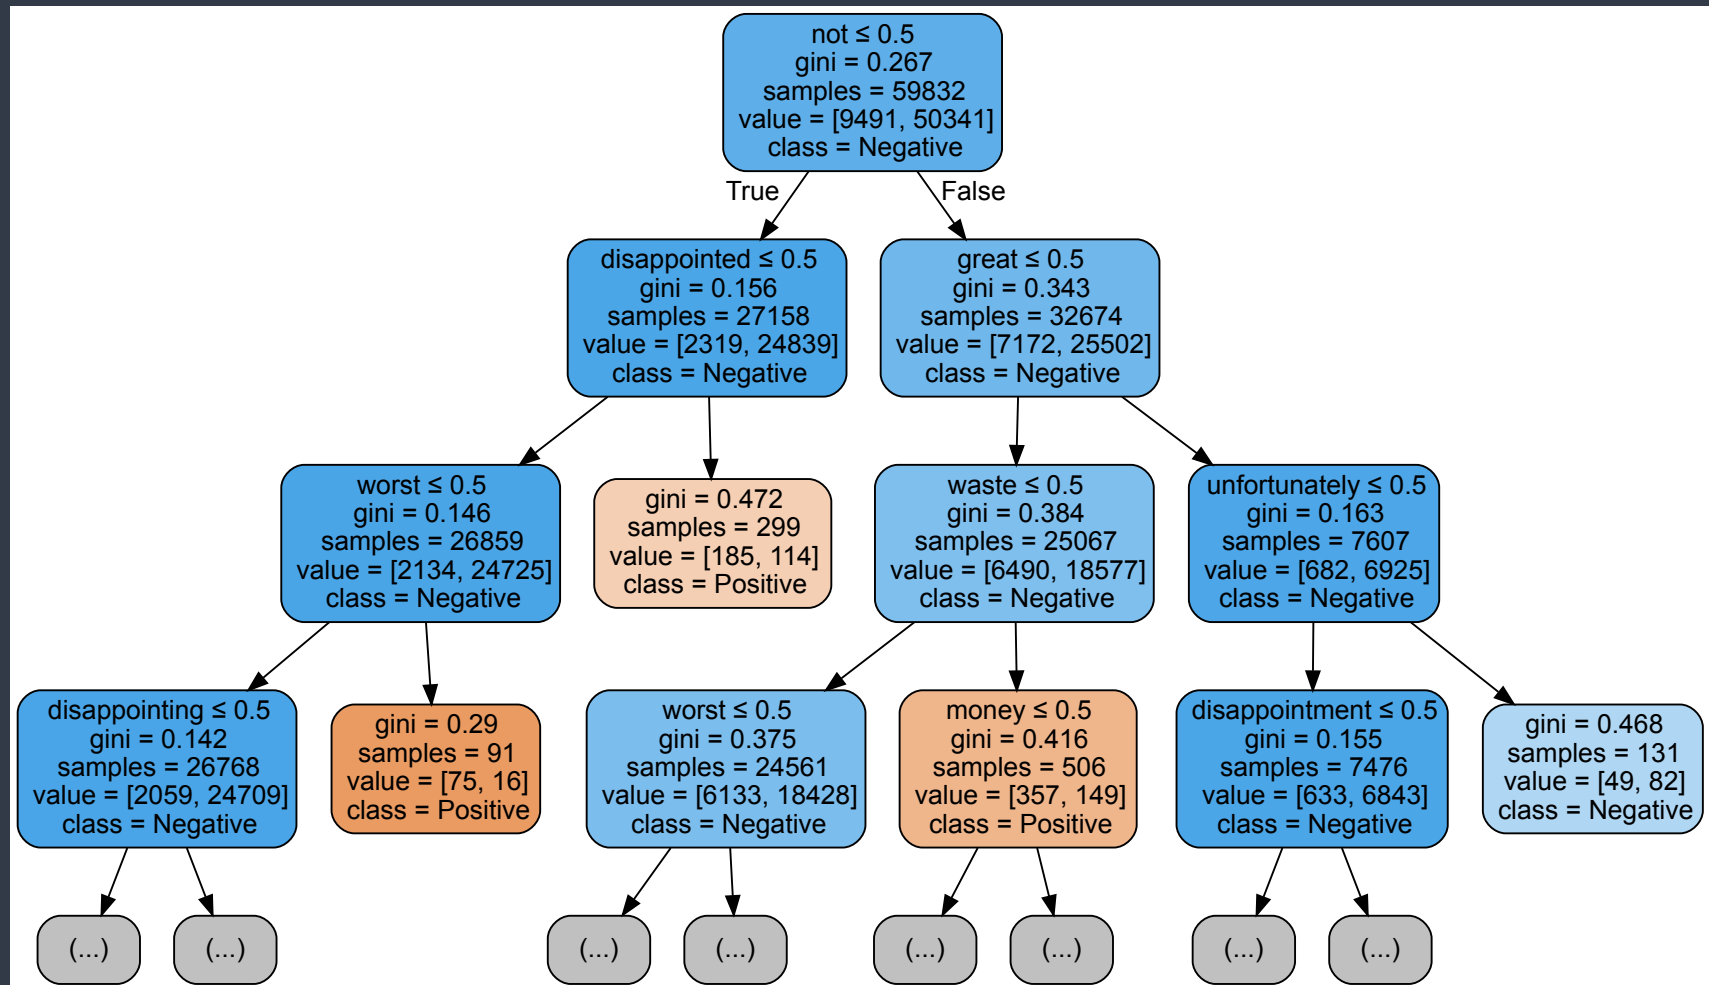 not ≤ 0.5
gini = 0.267
samples = 59832
value = [9491, 50341]
class = Negative
True
False
disappointed ≤ 0.5
gini = 0.156
samples = 27158
value = [2319, 24839]
class = Negative
great ≤ 0.5
gini = 0.343
samples = 32674
value = [7172, 25502]
class = Negative
worst ≤ 0.5
gini = 0.146
samples = 26859
value = [2134, 24725]
class = Negative
gini = 0.472
samples = 299
value = [185, 114]
class = Positive
waste ≤ 0.5
gini = 0.384
samples = 25067
value = [6490, 18577]
class = Negative
unfortunately ≤ 0.5
gini = 0.163
samples = 7607
value = [682, 6925]
class = Negative
disappointing ≤ 0.5
gini = 0.142
samples = 26768
value = [2059, 24709]
class = Negative
gini = 0.29
samples = 91
value = [75, 16]
class = Positive
worst ≤ 0.5
gini = 0.375
samples = 24561
value = [6133, 18428]
class = Negative
money ≤ 0.5
gini = 0.416
samples = 506
value = [357, 149]
class = Positive
disappointment ≤ 0.5
gini = 0.155
samples = 7476
value = [633, 6843]
class = Negative
gini = 0.468
samples = 131
value = [49, 82]
class = Negative
(...)
(...)
(...)
(...)
(...)
(...)
(...)
(...)